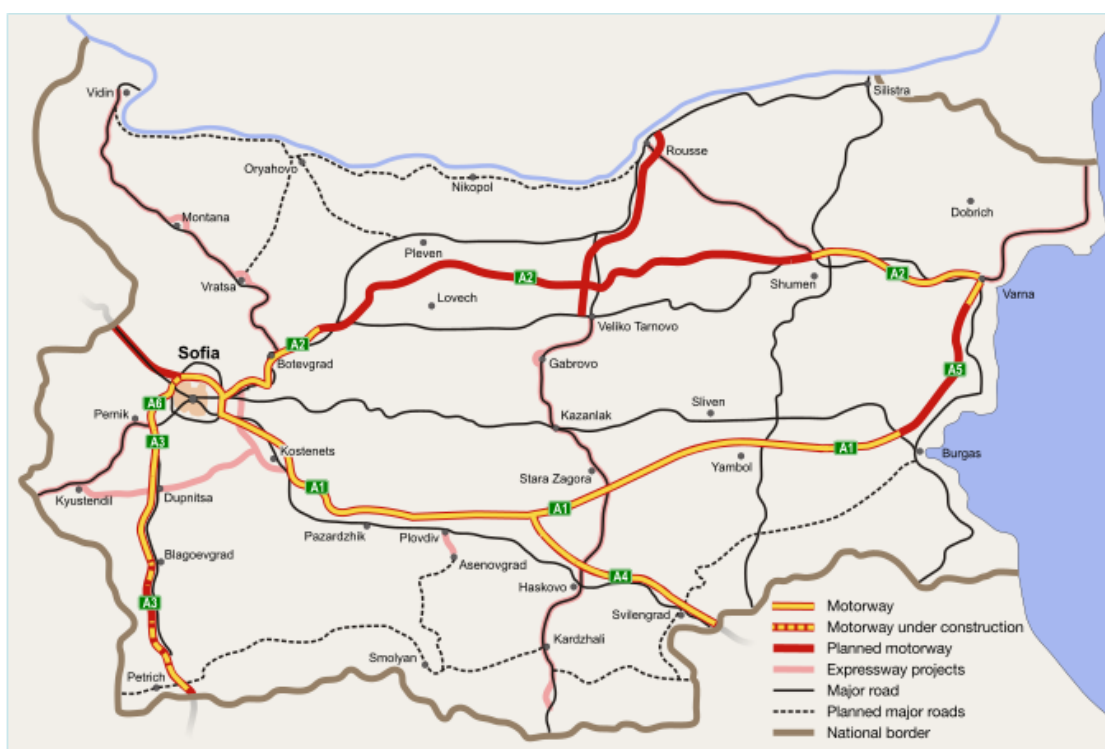 Vidin
Silistra
Oryahovo
Rousse
Nikopol
Dobrich
Montana
Pleven
A2
A2
Vratsa
Shumen
Varna
Lovech
Veliko Tarnovo
A2
Sofia
Botevgrad
Gabrovo
A5
A6
Pernik
Sliven
Kazanlak
A3
Kostenets
A1
Burgas
Yambol
Stara Zagora
A1
Kyustendil
Dupnitsa
A1
Pazardzhik
Plovdiv
Blagoevgrad
Asenovgrad
A4
Haskovo
A3
Svilengrad
Kardzhali
Smolyan
Petrich
Motorway
Motorway under construction
Planned motorway
Expressway projects
Major road
Planned major roads
National border